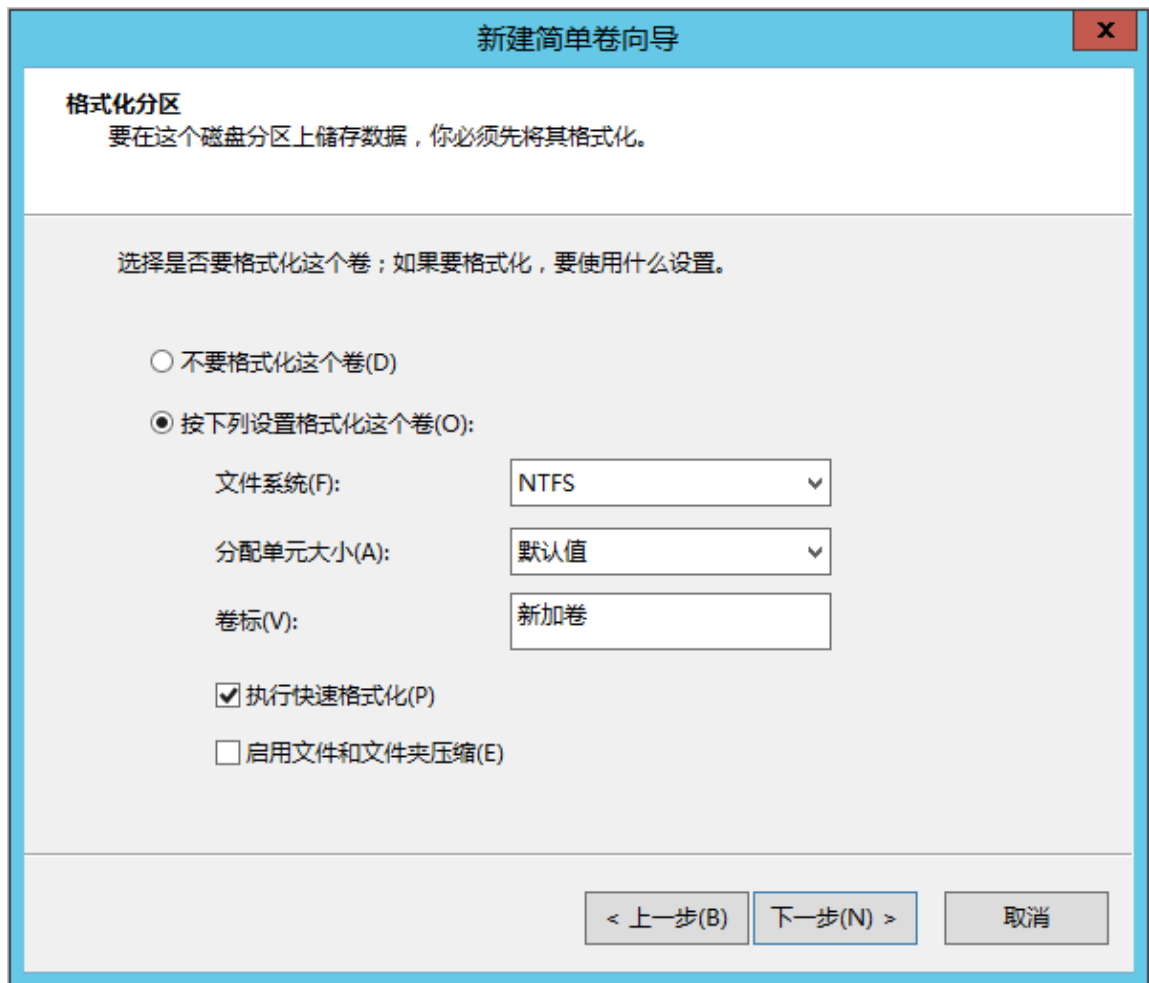 新建简单卷向导
x
格式化分区
要在这个磁盘分区上储存数据，你必须先将其格式化。
选择是否要格式化这个卷；如果要格式化，要使用什么设置。
不要格式化这个卷(D)
按下列设置格式化这个卷(O):
文件系统(F): NTFS
分配单元大小(A): 默认值
卷标(V): 新加卷
执行快速格式化(P)
启用文件和文件夹压缩(E)
< 上一步(B) 下一步(N) > 取消